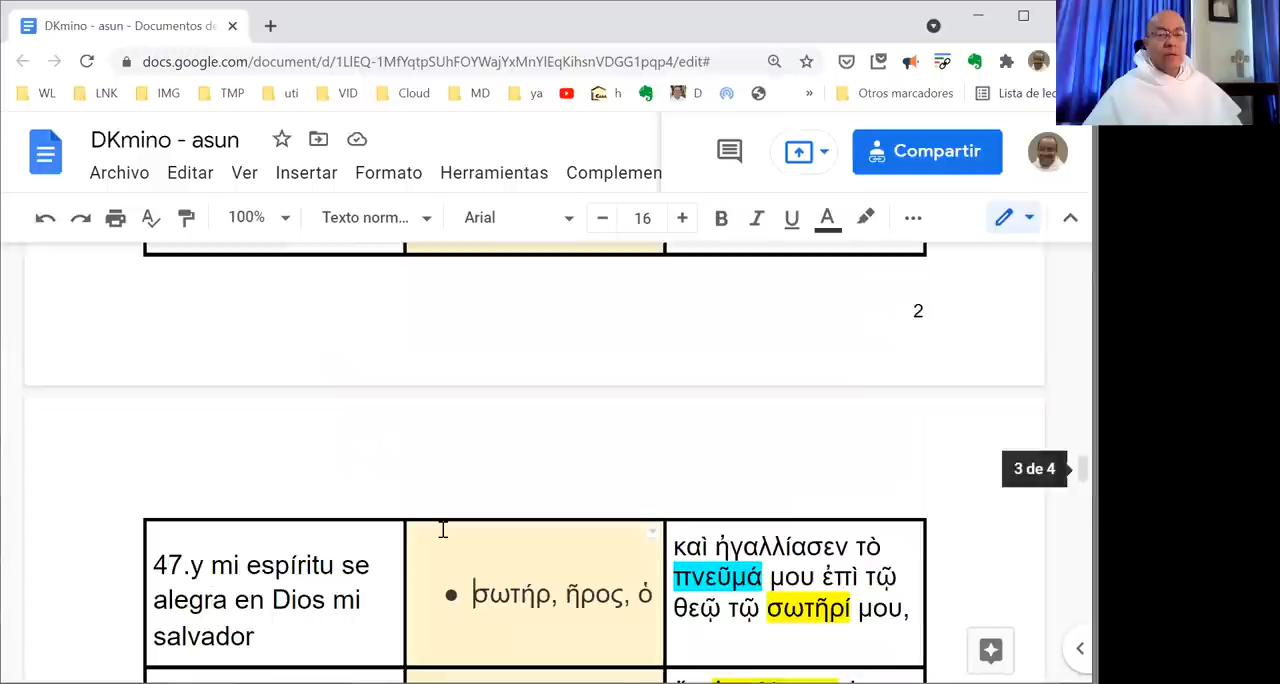 DKmino - asun - Documentos de
docs.google.com/document/d/1LlEQ-1MfYqtpSUhFOYWajYxMnYlEqKihsnVDGG1pqp4/edit#
WL LNK IMG TMP uti VID Cloud MD ya h D » Otros marcadores Lista de lec
DKmino - asun
Compartir
Archivo Editar Ver Insertar Formato Herramientas Complemen
100% Texto norm... Arial 16 B I U A
2
3 de 4
47.y mi espíritu se
alegra en Dios mi
salvador
σωτήρ, ῆρος, ὁ
καὶ ἠγαλλίασεν τὸ
πνεῦμά μου ἐπὶ τῷ
θεῷ τῷ σωτῆρί μου,